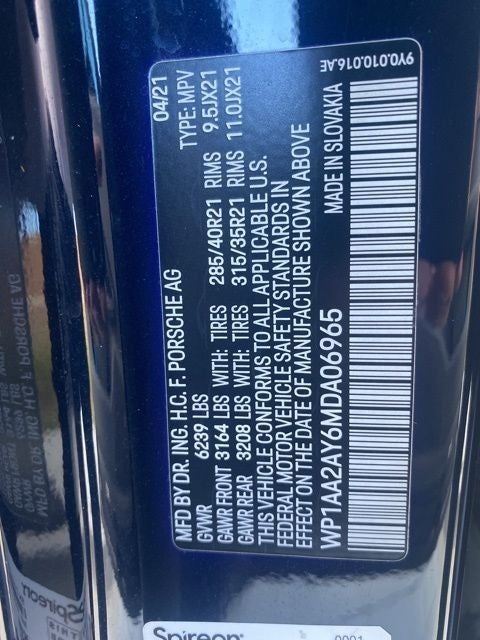 MFD BY DR. ING. H.C. F. PORSCHE AG 04/21
GVWR 6239 LBS TYPE: MPV
GAWR FRONT 3164 LBS WITH: TIRES 285/40R21 RIMS 9.5JX21
GAWR REAR 3208 LBS WITH: TIRES 315/35R21 RIMS 11.0JX21
THIS VEHICLE CONFORMS TO ALL APPLICABLE U.S.
FEDERAL MOTOR VEHICLE SAFETY STANDARDS IN
EFFECT ON THE DATE OF MANUFACTURE SHOWN ABOVE
WP1AA2AY6MDA06965 MADE IN SLOVAKIA
9Y0.010.016.AE
Spireon
0001